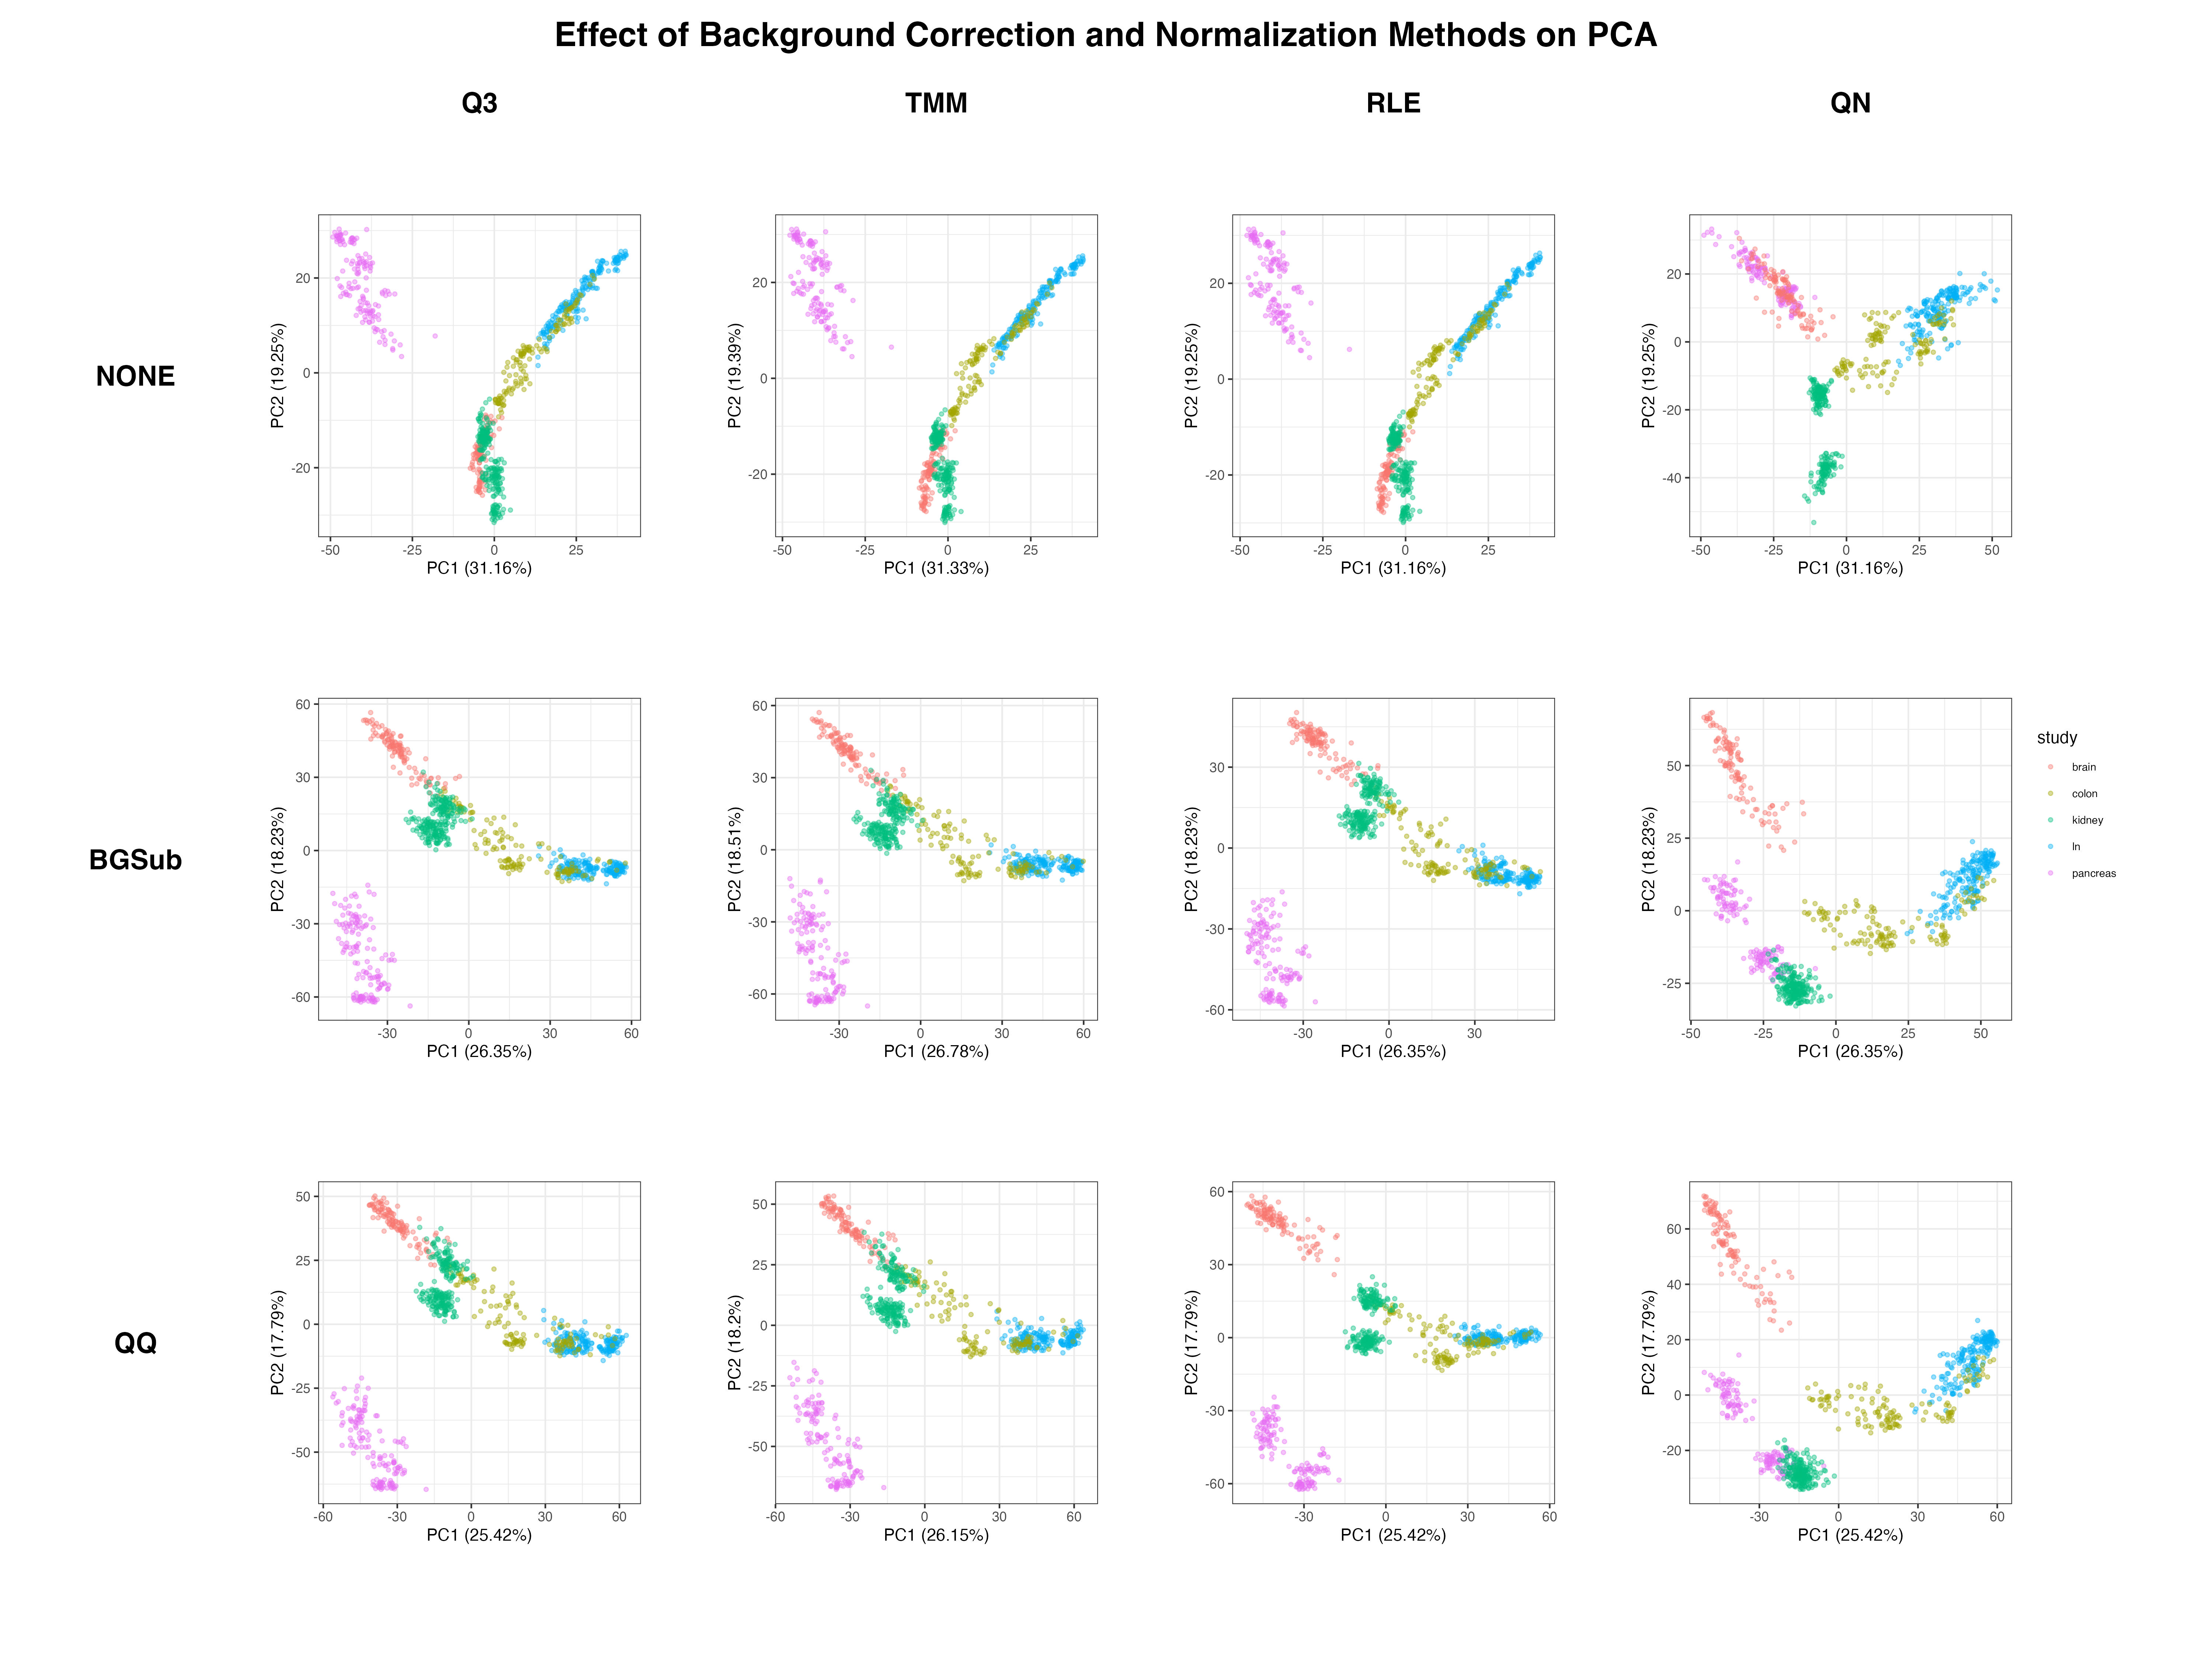 Effect of Background Correction and Normalization Methods on PCA
Q3 TMM RLE QN
NONE
20
0
-20
PC2 (19.25%)
-50 -25 0 25
PC1 (31.16%)
20
0
-20
PC2 (19.39%)
-50 -25 0 25
PC1 (31.33%)
20
0
-20
PC2 (19.25%)
-50 -25 0 25
PC1 (31.16%)
20
0
-20
-40
PC2 (19.25%)
-50 -25 0 25 50
PC1 (31.16%)
BGSub
60
30
0
-30
-60
PC2 (18.23%)
-30 0 30 60
PC1 (26.35%)
60
30
0
-30
-60
PC2 (18.51%)
-30 0 30 60
PC1 (26.78%)
30
0
-30
-60
PC2 (18.23%)
-30 0 30
PC1 (26.35%)
50
25
0
-25
PC2 (18.23%)
-50 -25 0 25 50
PC1 (26.35%)
study
brain
colon
kidney
ln
pancreas
QQ
50
25
0
-25
-50
PC2 (17.79%)
-60 -30 0 30 60
PC1 (25.42%)
50
25
0
-25
-50
PC2 (18.2%)
-60 -30 0 30 60
PC1 (26.15%)
60
30
0
-30
-60
PC2 (17.79%)
-30 0 30 60
PC1 (25.42%)
60
40
20
0
-20
PC2 (17.79%)
-30 0 30 60
PC1 (25.42%)